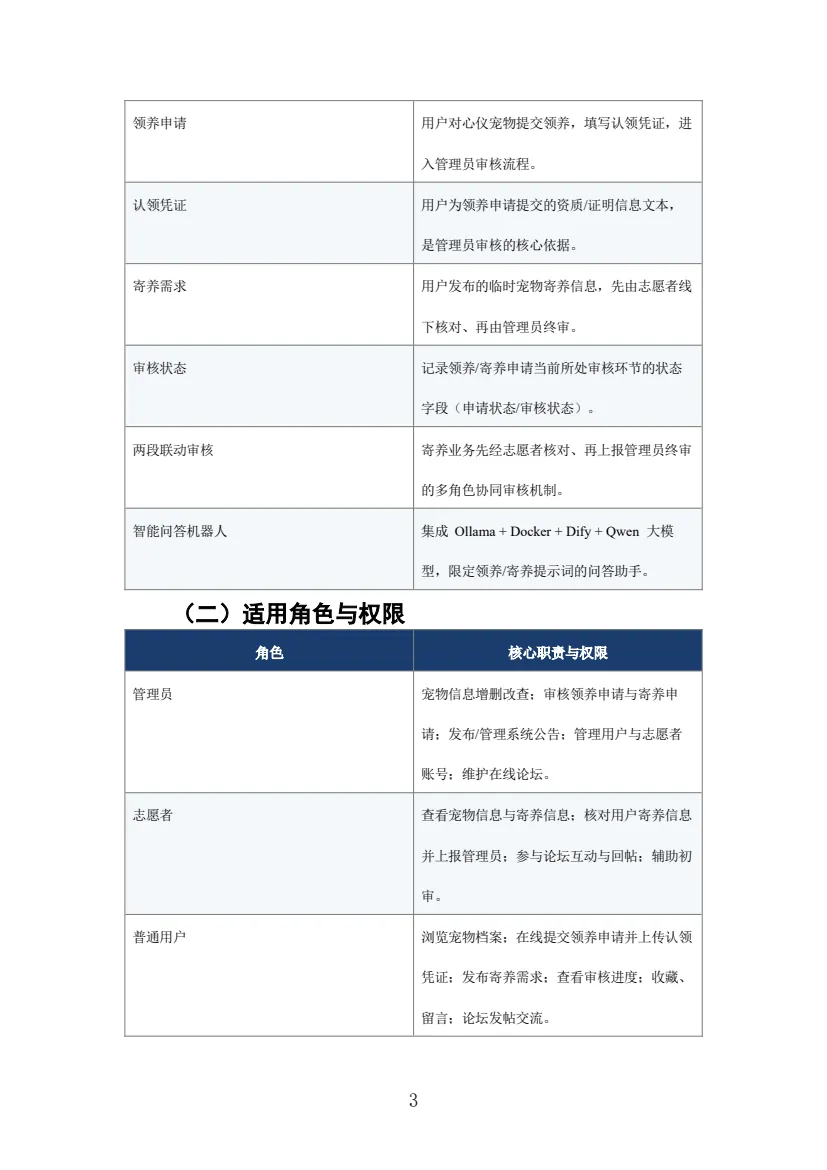 领养申请
用户对心仪宠物提交领养，填写认领凭证，进
入管理员审核流程。
认领凭证
用户为领养申请提交的资质/证明信息文本，
是管理员审核的核心依据。
寄养需求
用户发布的临时宠物寄养信息，先由志愿者线
下核对、再由管理员终审。
审核状态
记录领养/寄养申请当前所处审核环节的状态
字段（申请状态/审核状态）。
两段联动审核
寄养业务先经志愿者核对、再上报管理员终审
的多角色协同审核机制。
智能问答机器人
集成 Ollama + Docker + Dify + Qwen 大模
型，限定领养/寄养提示词的问答助手。
（二）适用角色与权限
角色
核心职责与权限
管理员
宠物信息增删改查；审核领养申请与寄养申
请；发布/管理系统公告；管理用户与志愿者
账号；维护在线论坛。
志愿者
查看宠物信息与寄养信息；核对用户寄养信息
并上报管理员；参与论坛互动与回帖；辅助初
审。
普通用户
浏览宠物档案；在线提交领养申请并上传认领
凭证；发布寄养需求；查看审核进度；收藏、
留言；论坛发帖交流。
3